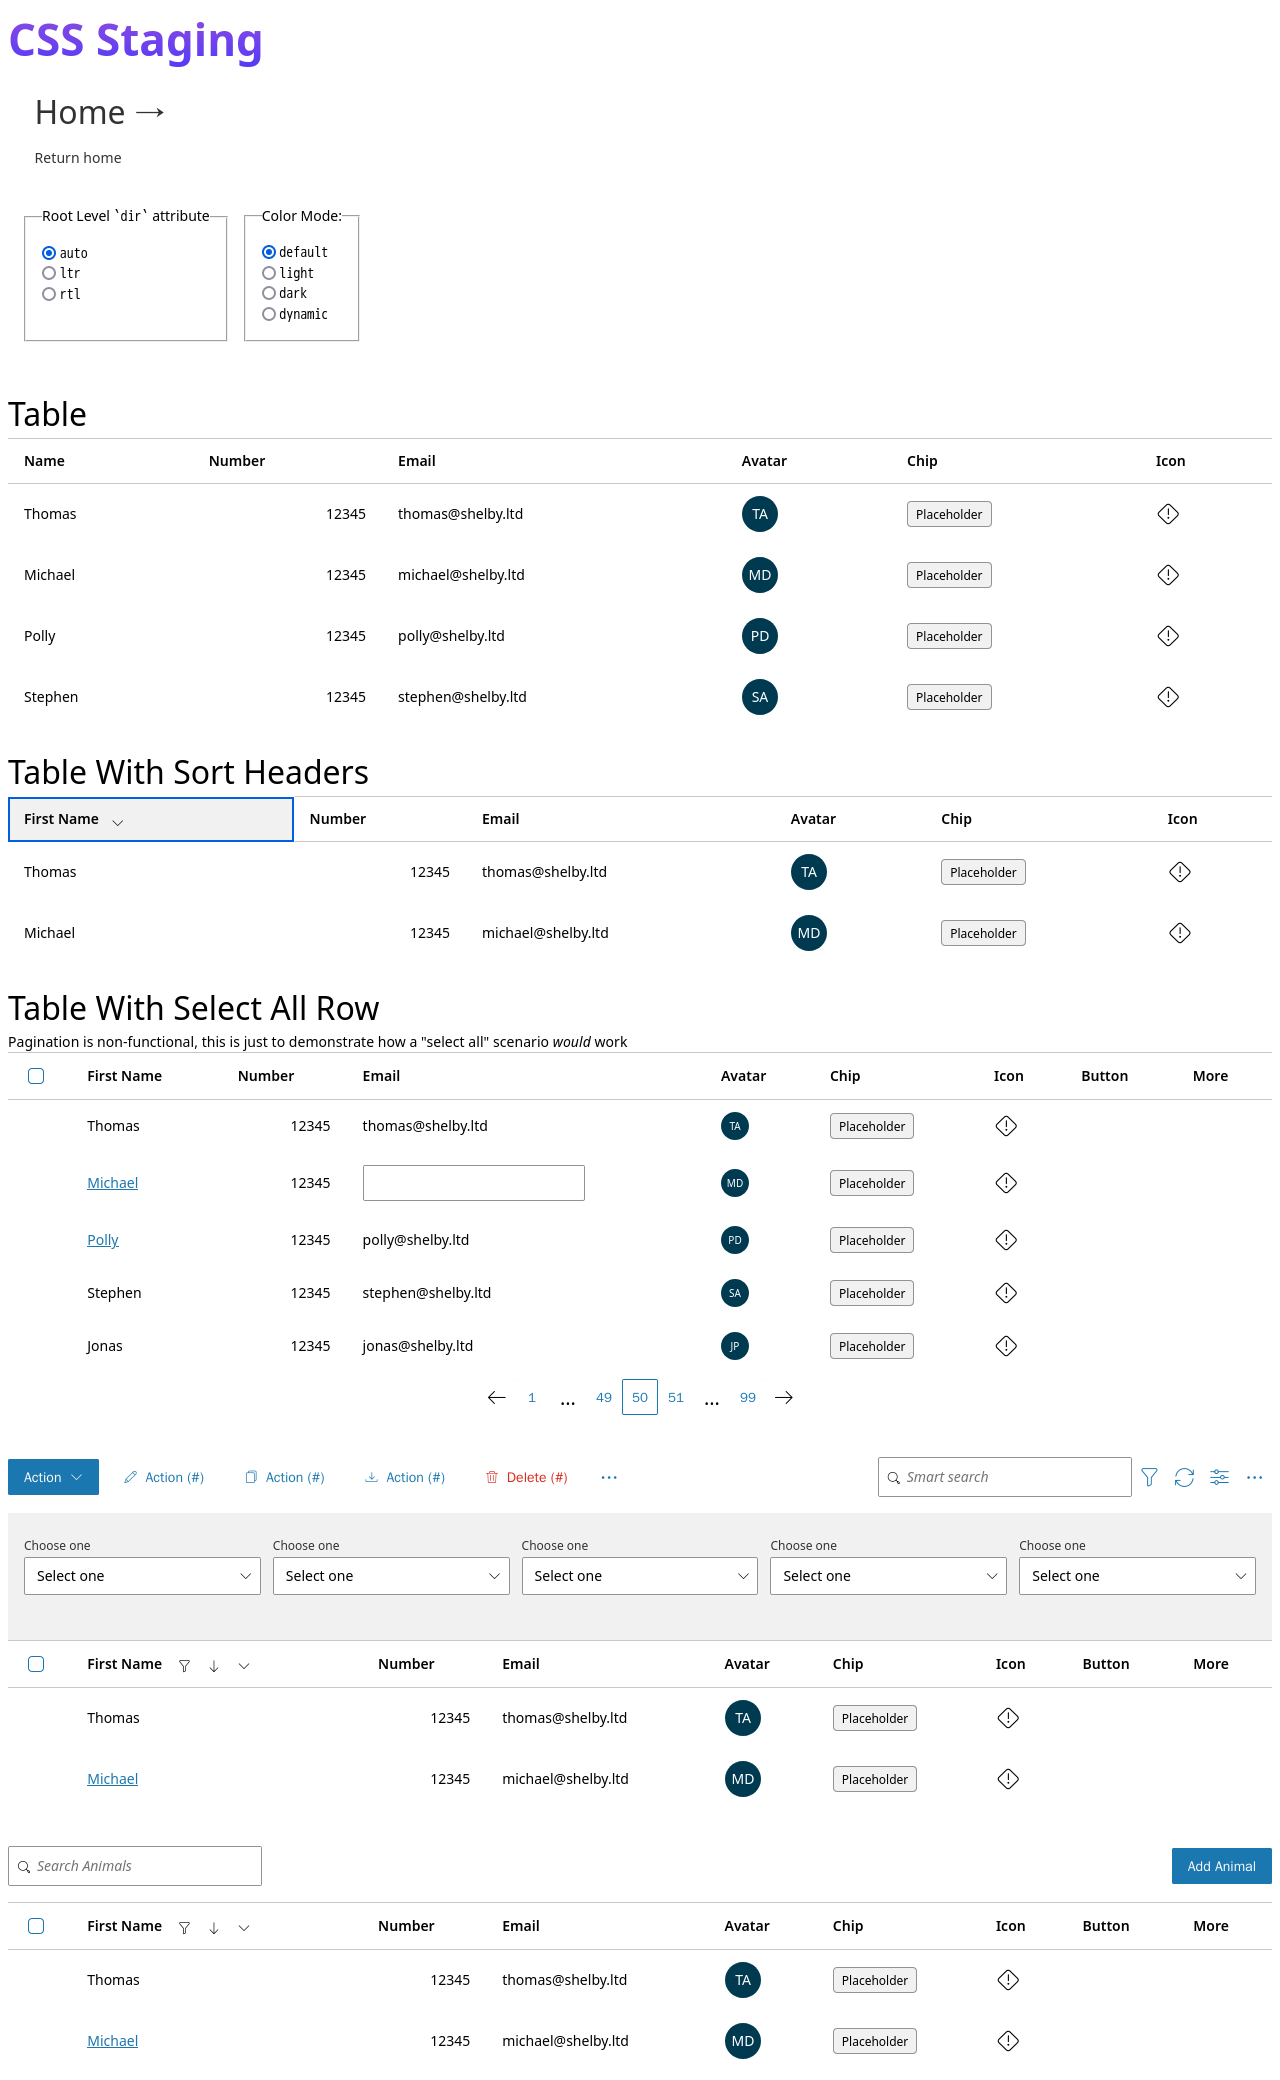 CSS Staging
Home →
Return home
Root Level `dir` attribute
auto
ltr
rtl
Color Mode:
default
light
dark
dynamic
Table
Name Number Email Avatar Chip Icon
Thomas 12345 thomas@shelby.ltd TA Placeholder
Michael 12345 michael@shelby.ltd MD Placeholder
Polly 12345 polly@shelby.ltd PD Placeholder
Stephen 12345 stephen@shelby.ltd SA Placeholder
Table With Sort Headers
First Name Number Email Avatar Chip Icon
Thomas 12345 thomas@shelby.ltd TA Placeholder
Michael 12345 michael@shelby.ltd MD Placeholder
Table With Select All Row
Pagination is non-functional, this is just to demonstrate how a "select all" scenario would work
First Name Number Email Avatar Chip Icon Button More
Thomas 12345 thomas@shelby.ltd TA Placeholder
Michael 12345 MD Placeholder
Polly 12345 polly@shelby.ltd PD Placeholder
Stephen 12345 stephen@shelby.ltd SA Placeholder
Jonas 12345 jonas@shelby.ltd JP Placeholder
1 ... 49 50 51 ... 99
Action Action (#) Action (#) Action (#) Delete (#) Smart search
Choose one Choose one Choose one Choose one Choose one
Select one Select one Select one Select one Select one
First Name Number Email Avatar Chip Icon Button More
Thomas 12345 thomas@shelby.ltd TA Placeholder
Michael 12345 michael@shelby.ltd MD Placeholder
Search Animals Add Animal
First Name Number Email Avatar Chip Icon Button More
Thomas 12345 thomas@shelby.ltd TA Placeholder
Michael 12345 michael@shelby.ltd MD Placeholder